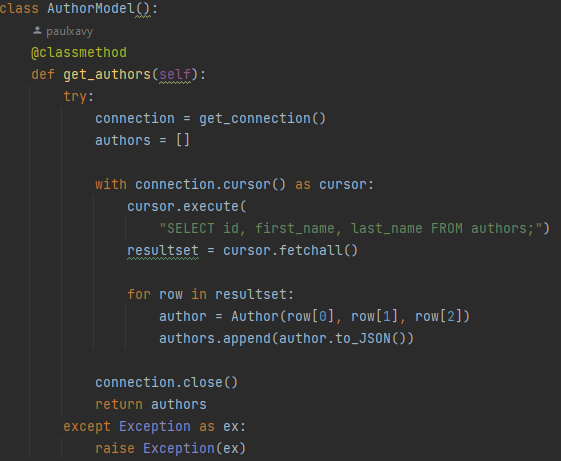 class AuthorModel():
paulxavy
@classmethod
def get_authors(self):
try:
connection = get_connection()
authors = []
with connection.cursor() as cursor:
cursor.execute(
"SELECT id, first_name, last_name FROM authors;")
resultset = cursor.fetchall()
for row in resultset:
author = Author(row[0], row[1], row[2])
authors.append(author.to_JSON())
connection.close()
return authors
except Exception as ex:
raise Exception(ex)